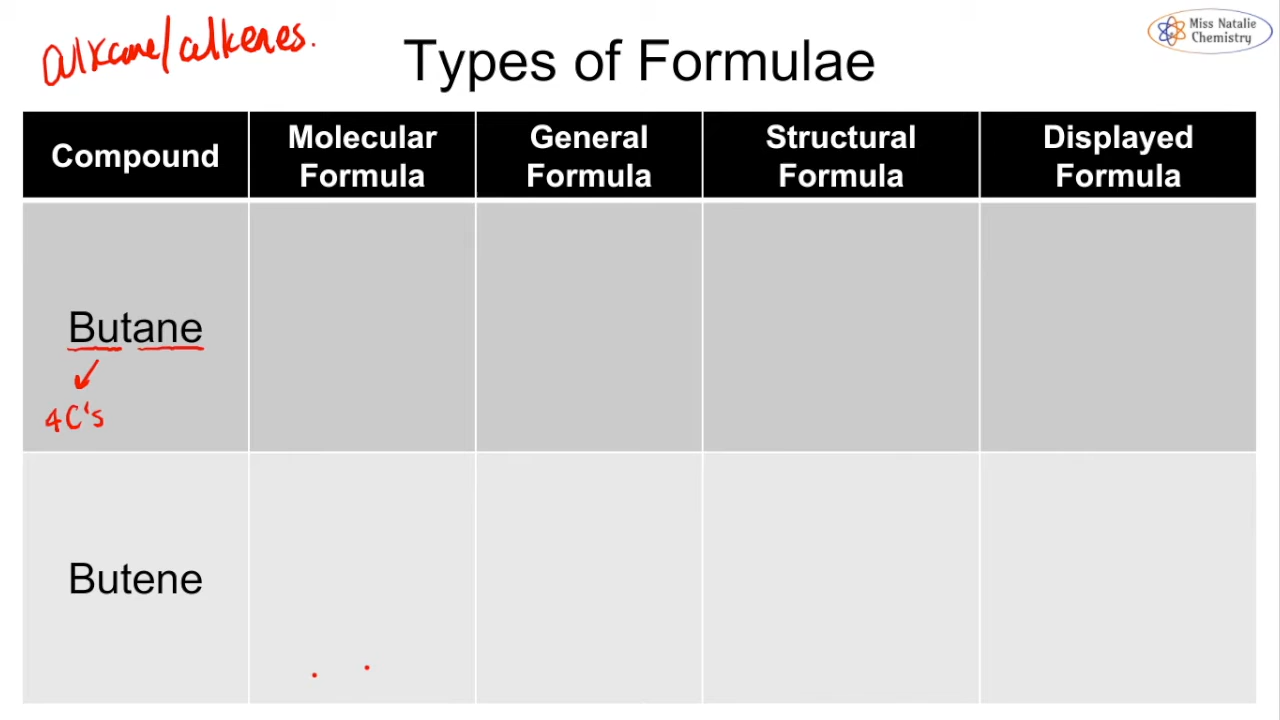 alkane/alkenes.
Types of Formulae
Miss Natalie
Chemistry
Compound
Molecular
Formula
General
Formula
Structural
Formula
Displayed
Formula
Butane
4C's
Butene